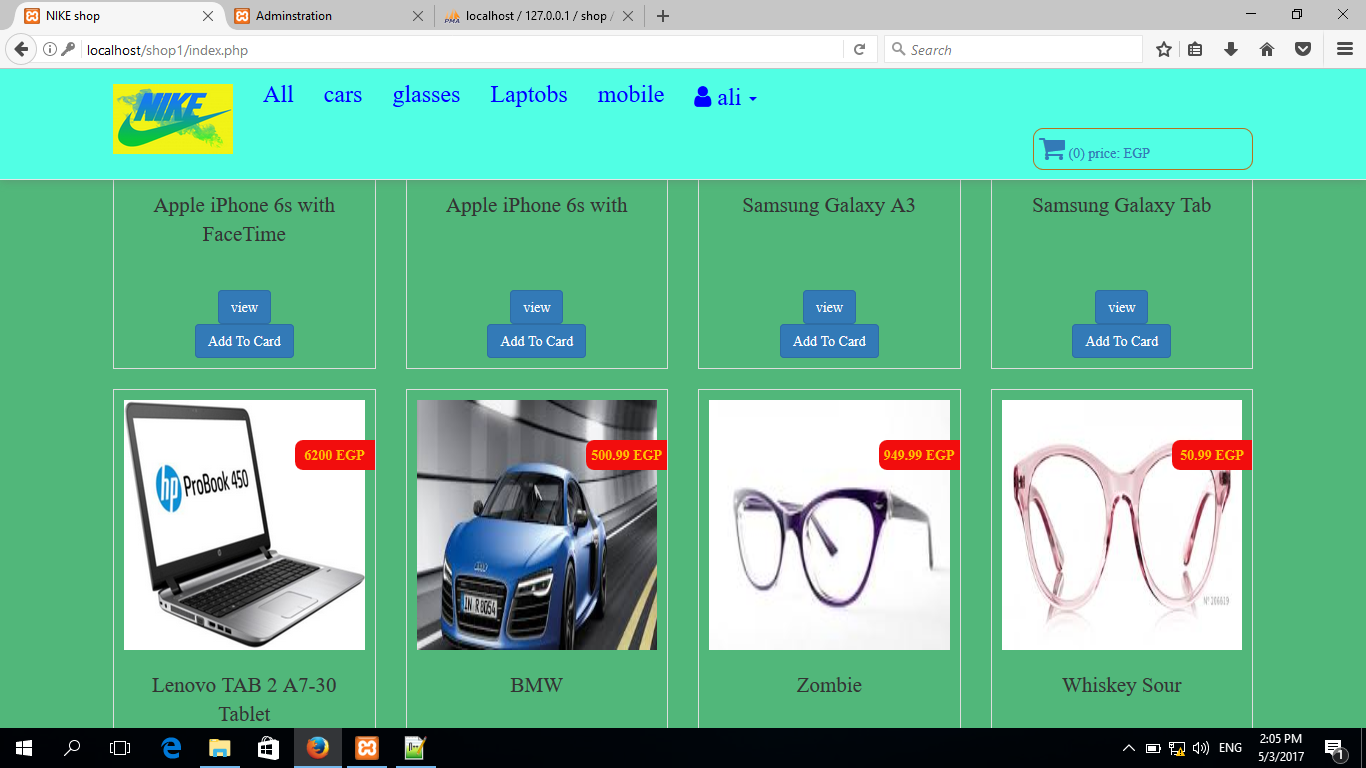 NIKE shop
Adminstration
localhost / 127.0.0.1 / shop /
localhost/shop1/index.php
Search
NIKE
All
cars
glasses
Laptobs
mobile
ali
(0) price: EGP
Apple iPhone 6s with
FaceTime
view
Add To Card
Apple iPhone 6s with
view
Add To Card
Samsung Galaxy A3
view
Add To Card
Samsung Galaxy Tab
view
Add To Card
6200 EGP
hp ProBook 450
Lenovo TAB 2 A7-30
Tablet
500.99 EGP
IN R 8054
BMW
949.99 EGP
Zombie
50.99 EGP
Nº 206619
Whiskey Sour
ENG
2:05 PM
5/3/2017
1